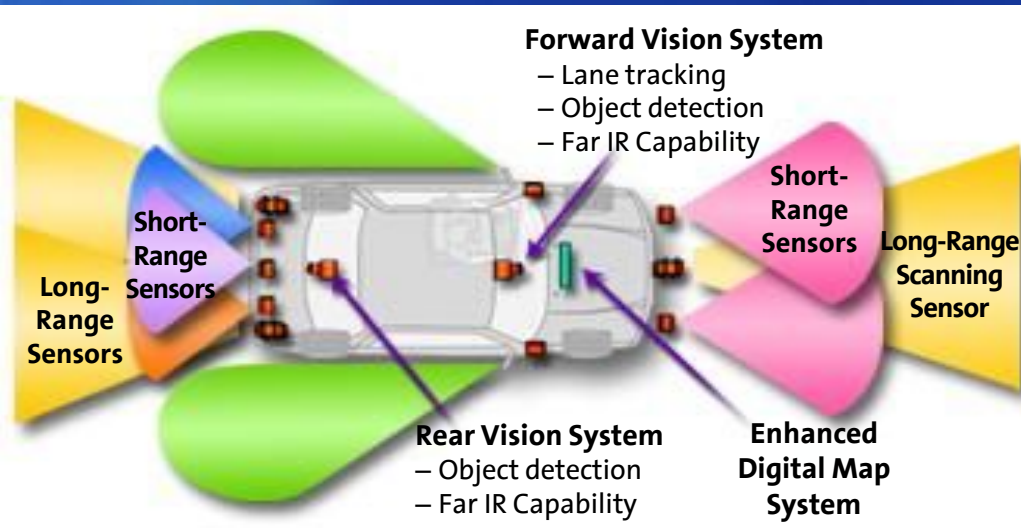 Forward Vision System
– Lane tracking
– Object detection
– Far IR Capability
Short-
Range
Sensors
Long-Range
Scanning
Sensor
Short-
Range
Sensors
Long-
Range
Sensors
Rear Vision System
– Object detection
– Far IR Capability
Enhanced
Digital Map
System